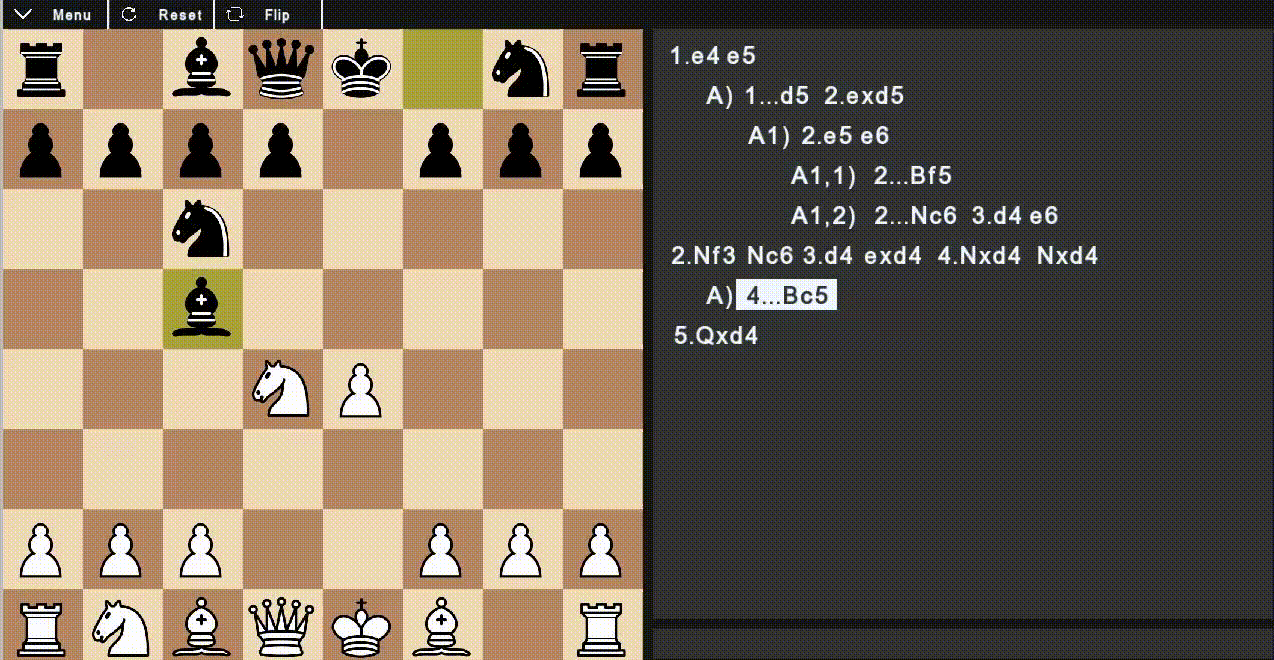 Menu Reset Flip
1.e4 e5
A) 1...d5 2.exd5
A1) 2.e5 e6
A1,1) 2...Bf5
A1,2) 2...Nc6 3.d4 e6
2.Nf3 Nc6 3.d4 exd4 4.Nxd4 Nxd4
A) 4...Bc5
5.Qxd4